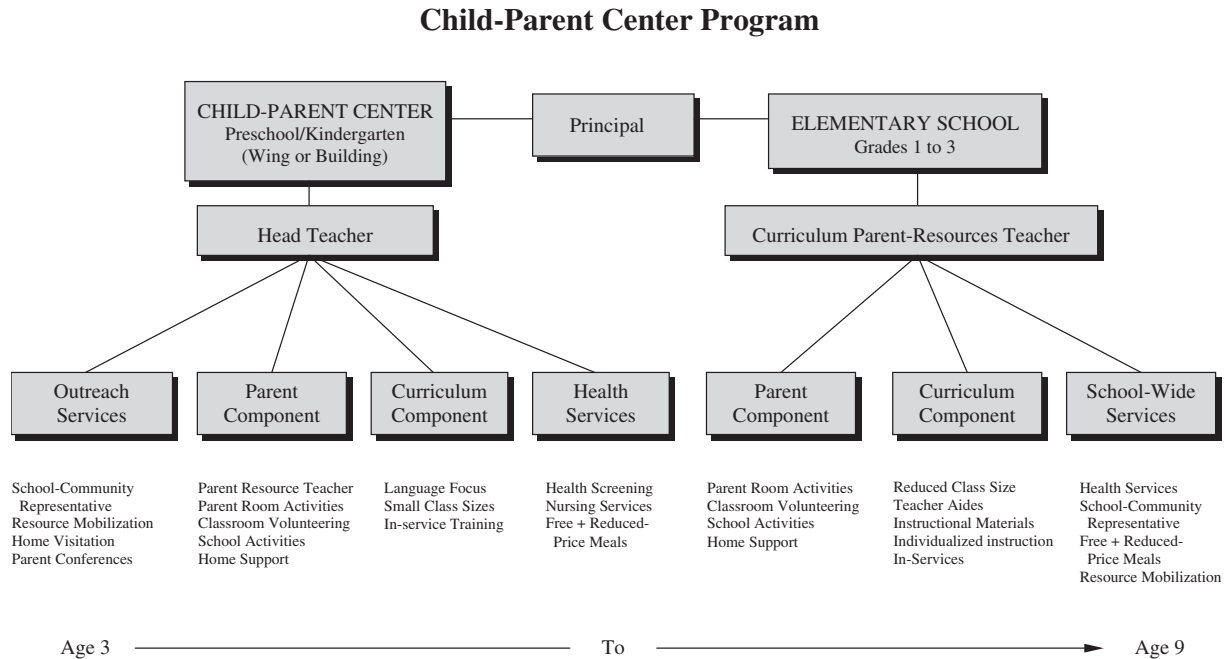 Child-Parent Center Program
CHILD-PARENT CENTER
Preschool/Kindergarten
(Wing or Building)
Principal
ELEMENTARY SCHOOL
Grades 1 to 3
Head Teacher
Curriculum Parent-Resources Teacher
Outreach
Services
Parent
Component
Curriculum
Component
Health
Services
Parent
Component
Curriculum
Component
School-Wide
Services
School-Community
Representative
Resource Mobilization
Home Visitation
Parent Conferences
Parent Resource Teacher
Parent Room Activities
Classroom Volunteering
School Activities
Home Support
Language Focus
Small Class Sizes
In-service Training
Health Screening
Nursing Services
Free + Reduced-
Price Meals
Parent Room Activities
Classroom Volunteering
School Activities
Home Support
Reduced Class Size
Teacher Aides
Instructional Materials
Individualized instruction
In-Services
Health Services
School-Community
Representative
Free + Reduced-
Price Meals
Resource Mobilization
Age 3
To
Age 9